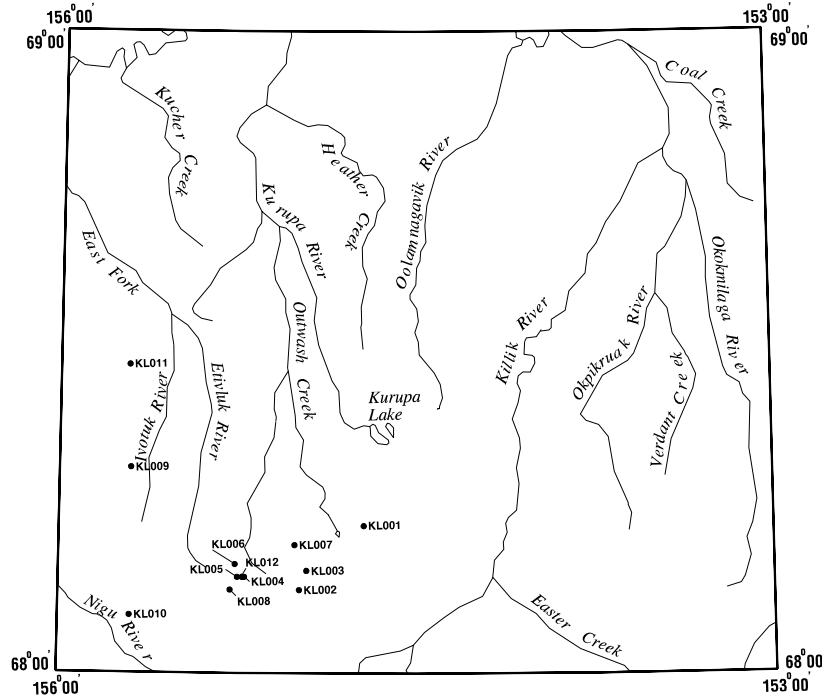 156°00'
153°00'
69°00'
69°00'
Coal Creek
Kucher Creek
Heather Creek
Oolamnagavik River
Kurupa River
East Fork
Okokmilaga River
Killik River
Okpikruak River
Outwash Creek
Verdant Creek
KL011
Etivluk River
Ivotuk River
Kurupa
Lake
KL009
KL001
KL006
KL007
KL012
KL005
KL003
KL004
KL002
KL008
Nigu River
KL010
Easter Creek
68°00'
68°00'
156°00'
153°00'